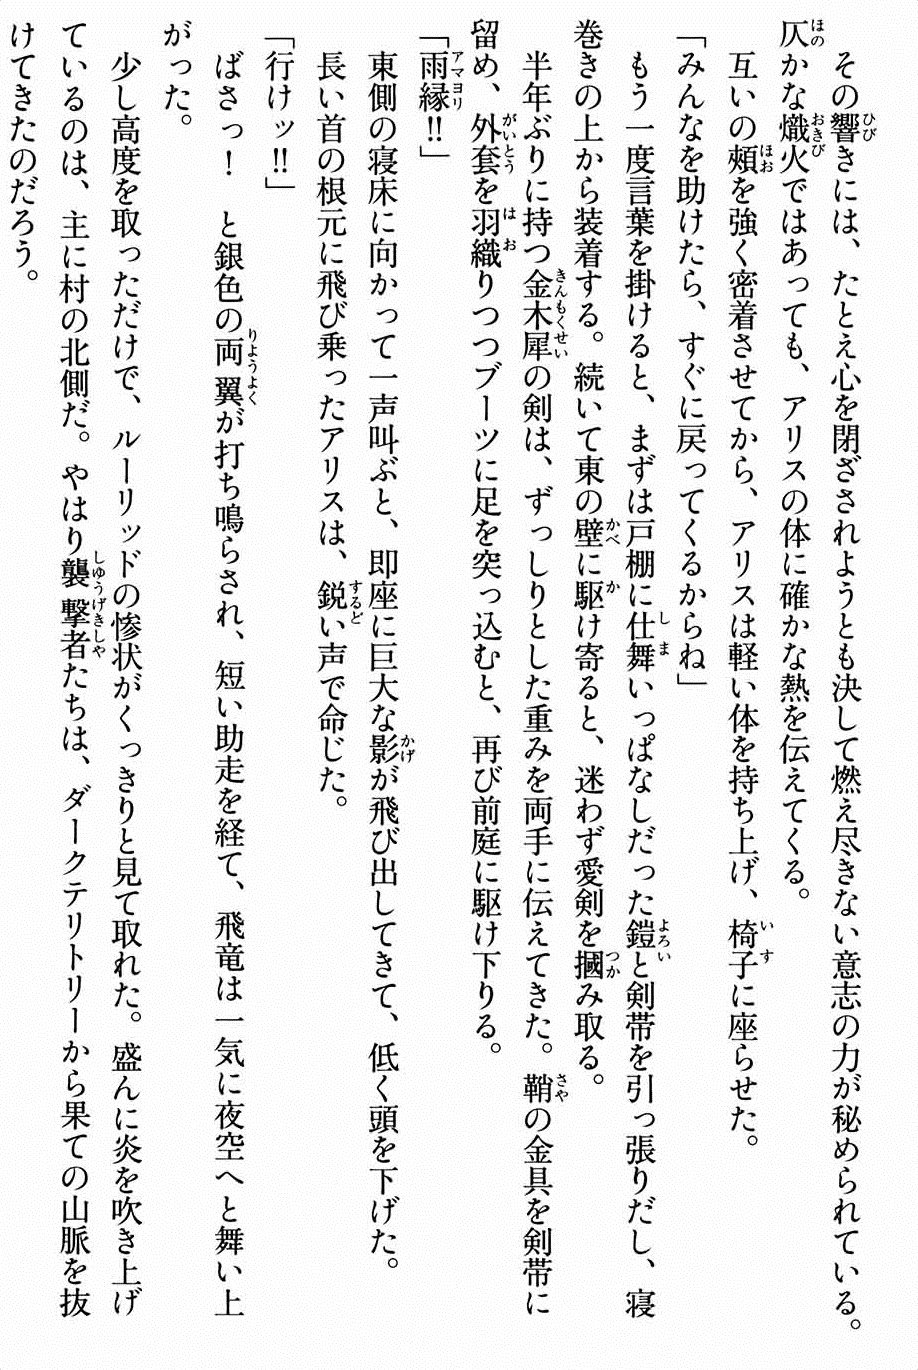 その響きには、たとえ心を閉ざされようとも決して燃え尽きない意志の力が秘められている。
仄かな熾火ではあっても、アリスの体に確かな熱を伝えてくる。
互いの頰を強く密着させてから、アリスは軽い体を持ち上げ、椅子に座らせた。
「みんなを助けたら、すぐに戻ってくるからね」
もう一度言葉を掛けると、まずは戸棚に仕舞いっぱなしだった鎧と剣帯を引っ張りだし、寝
巻きの上から装着する。続いて東の壁に駆け寄ると、迷わず愛剣を摑み取る。
半年ぶりに持つ金木犀の剣は、ずっしりとした重みを両手に伝えてきた。鞘の金具を剣帯に
留め、外套を羽織りつつブーツに足を突っ込むと、再び前庭に駆け下りる。
「雨縁!!」
東側の寝床に向かって一声叫ぶと、即座に巨大な影が飛び出してきて、低く頭を下げた。
長い首の根元に飛び乗ったアリスは、鋭い声で命じた。
「行けッ!!」
ばさっ！　と銀色の両翼が打ち鳴らされ、短い助走を経て、飛竜は一気に夜空へと舞い上
がった。
少し高度を取っただけで、ルーリッドの惨状がくっきりと見て取れた。盛んに炎を吹き上げ
ているのは、主に村の北側だ。やはり襲撃者たちは、ダークテリトリーから果ての山脈を抜
けてきたのだろう。